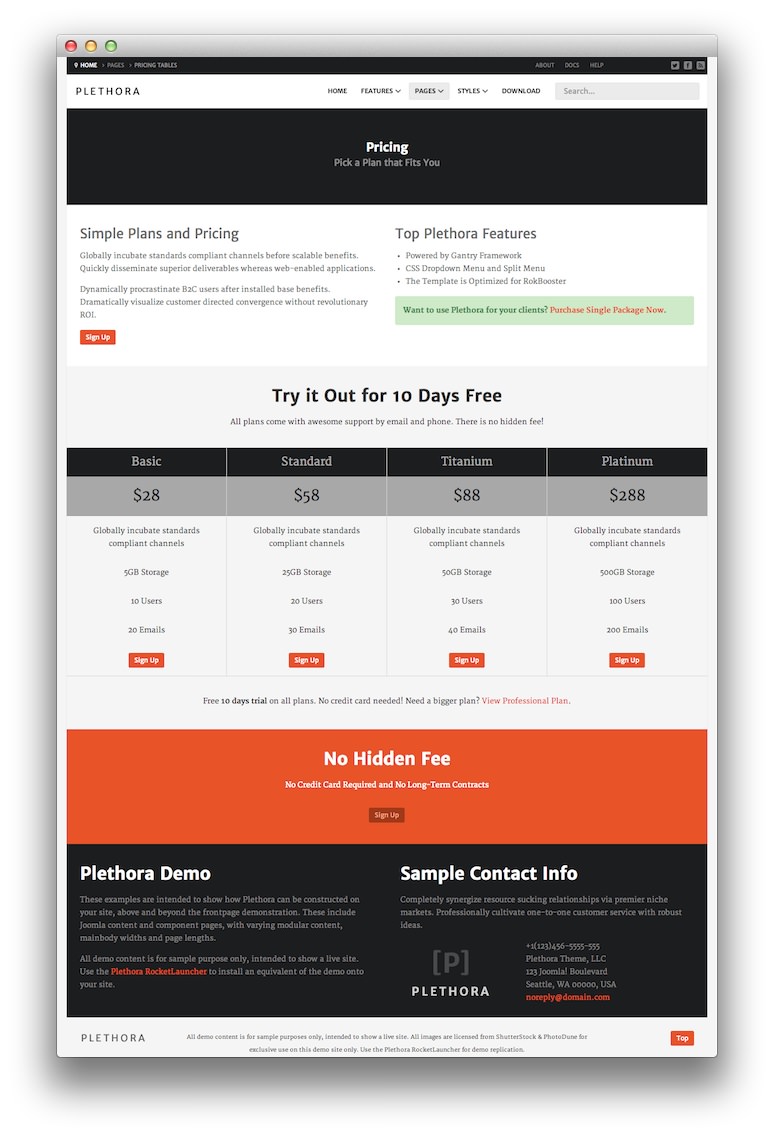 HOME › PAGES › PRICING TABLES ABOUT DOCS HELP
PLETHORA HOME FEATURES PAGES STYLES DOWNLOAD Search...
Pricing
Pick a Plan that Fits You
Simple Plans and Pricing
Globally incubate standards compliant channels before scalable benefits.
Quickly disseminate superior deliverables whereas web-enabled applications.
Dynamically procrastinate B2C users after installed base benefits.
Dramatically visualize customer directed convergence without revolutionary
ROI.
Sign Up
Top Plethora Features
• Powered by Gantry Framework
• CSS Dropdown Menu and Split Menu
• The Template is Optimized for RokBooster
Want to use Plethora for your clients? Purchase Single Package Now.
Try it Out for 10 Days Free
All plans come with awesome support by email and phone. There is no hidden fee!
Basic Standard Titanium Platinum
$28 $58 $88 $288
Globally incubate standards Globally incubate standards Globally incubate standards Globally incubate standards
compliant channels compliant channels compliant channels compliant channels
5GB Storage 25GB Storage 50GB Storage 500GB Storage
10 Users 20 Users 30 Users 100 Users
20 Emails 30 Emails 40 Emails 200 Emails
Sign Up Sign Up Sign Up Sign Up
Free 10 days trial on all plans. No credit card needed! Need a bigger plan? View Professional Plan.
No Hidden Fee
No Credit Card Required and No Long-Term Contracts
Sign Up
Plethora Demo
These examples are intended to show how Plethora can be constructed on
your site, above and beyond the frontpage demonstration. These include
Joomla content and component pages, with varying modular content,
mainbody widths and page lengths.
All demo content is for sample purpose only, intended to show a live site.
Use the Plethora RocketLauncher to install an equivalent of the demo onto
your site.
Sample Contact Info
Completely synergize resource sucking relationships via premier niche
markets. Professionally cultivate one-to-one customer service with robust
ideas.
[P]
PLETHORA
+1(123)456-5555-555
Plethora Theme, LLC
123 Joomla! Boulevard
Seattle, WA 00000, USA
noreply@domain.com
PLETHORA
All demo content is for sample purposes only, intended to show a live site. All images are licensed from ShutterStock & PhotoDune for
exclusive use on this demo site only. Use the Plethora RocketLauncher for demo replication.
Top